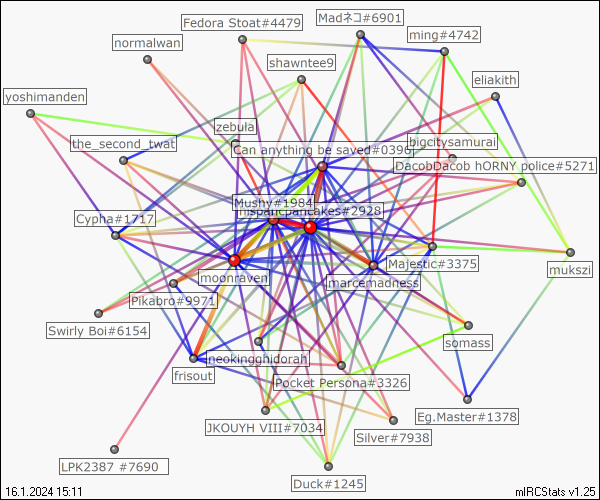 Madネコ#6901
Fedora Stoat#4479
ming#4742
normalwan
shawntee9
eliakith
yoshimanden
zebula
the_second_twat
bigcitysamurai
Can anything be saved#0396
DacobDacob hORNY police#5271
Mushy#1984
hispanicpancakes#2928
Cypha#1717
Majestic#3375
mukszi
moonraven
marcemadness
Pikabro#9971
Swirly Boi#6154
somass
neokingghidorah
frisout
Pocket Persona#3326
Eg.Master#1378
JKOUYH VIII#7034
Silver#7938
LPK2387 #7690
Duck#1245
16.1.2024 15:11
mIRCStats v1.25